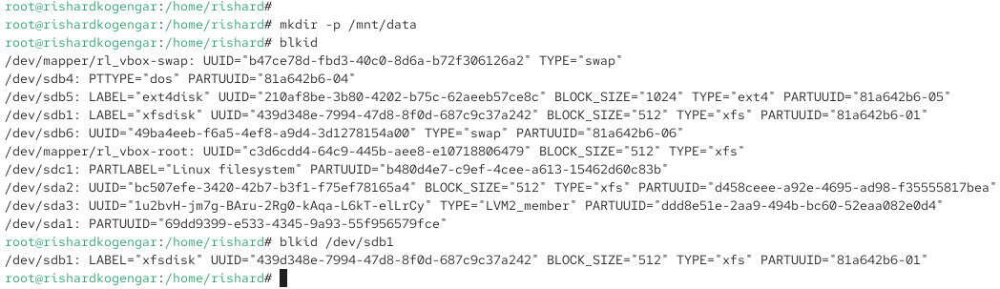 root@rishardkogengar:/home/rishard#
root@rishardkogengar:/home/rishard# mkdir -p /mnt/data
root@rishardkogengar:/home/rishard# blkid
/dev/mapper/rl_vbox-swap: UUID="b47ce78d-fbd3-40c0-8d6a-b72f306126a2" TYPE="swap"
/dev/sdb4: PTTYPE="dos" PARTUUID="81a642b6-04"
/dev/sdb5: LABEL="ext4disk" UUID="210af8be-3b80-4202-b75c-62aeeb57ce8c" BLOCK_SIZE="1024" TYPE="ext4" PARTUUID="81a642b6-05"
/dev/sdb1: LABEL="xfsdisk" UUID="439d348e-7994-47d8-8f0d-687c9c37a242" BLOCK_SIZE="512" TYPE="xfs" PARTUUID="81a642b6-01"
/dev/sdb6: UUID="49ba4eeb-f6a5-4ef8-a9d4-3d1278154a00" TYPE="swap" PARTUUID="81a642b6-06"
/dev/mapper/rl_vbox-root: UUID="c3d6cdd4-64c9-445b-aee8-e10718806479" BLOCK_SIZE="512" TYPE="xfs"
/dev/sdc1: PARTLABEL="Linux filesystem" PARTUUID="b480d4e7-c9ef-4cee-a613-15462d60c83b"
/dev/sda2: UUID="bc507efe-3420-42b7-b3f1-f75ef78165a4" BLOCK_SIZE="512" TYPE="xfs" PARTUUID="d458ceee-a92e-4695-ad98-f35555817bea"
/dev/sda3: UUID="1u2bvH-jm7g-BAru-2Rg0-kAqa-L6kT-elLrCy" TYPE="LVM2_member" PARTUUID="ddd8e51e-2aa9-494b-bc60-52eaa082e0d4"
/dev/sda1: PARTUUID="69dd9399-e533-4345-9a93-55f956579fce"
root@rishardkogengar:/home/rishard# blkid /dev/sdb1
/dev/sdb1: LABEL="xfsdisk" UUID="439d348e-7994-47d8-8f0d-687c9c37a242" BLOCK_SIZE="512" TYPE="xfs" PARTUUID="81a642b6-01"
root@rishardkogengar:/home/rishard#